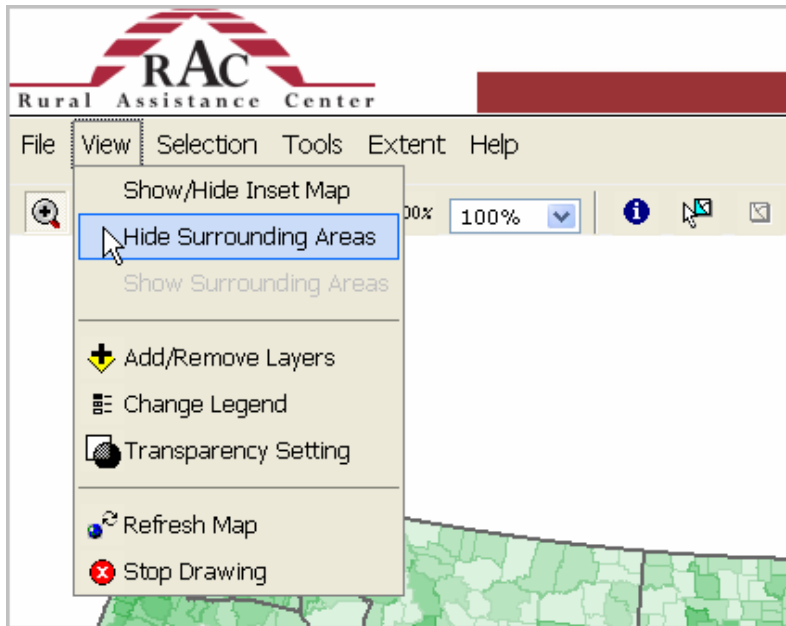 RAC
Rural Assistance Center
File View Selection Tools Extent Help
Show/Hide Inset Map
00% 100%
Hide Surrounding Areas
Show Surrounding Areas
Add/Remove Layers
Change Legend
Transparency Setting
Refresh Map
Stop Drawing